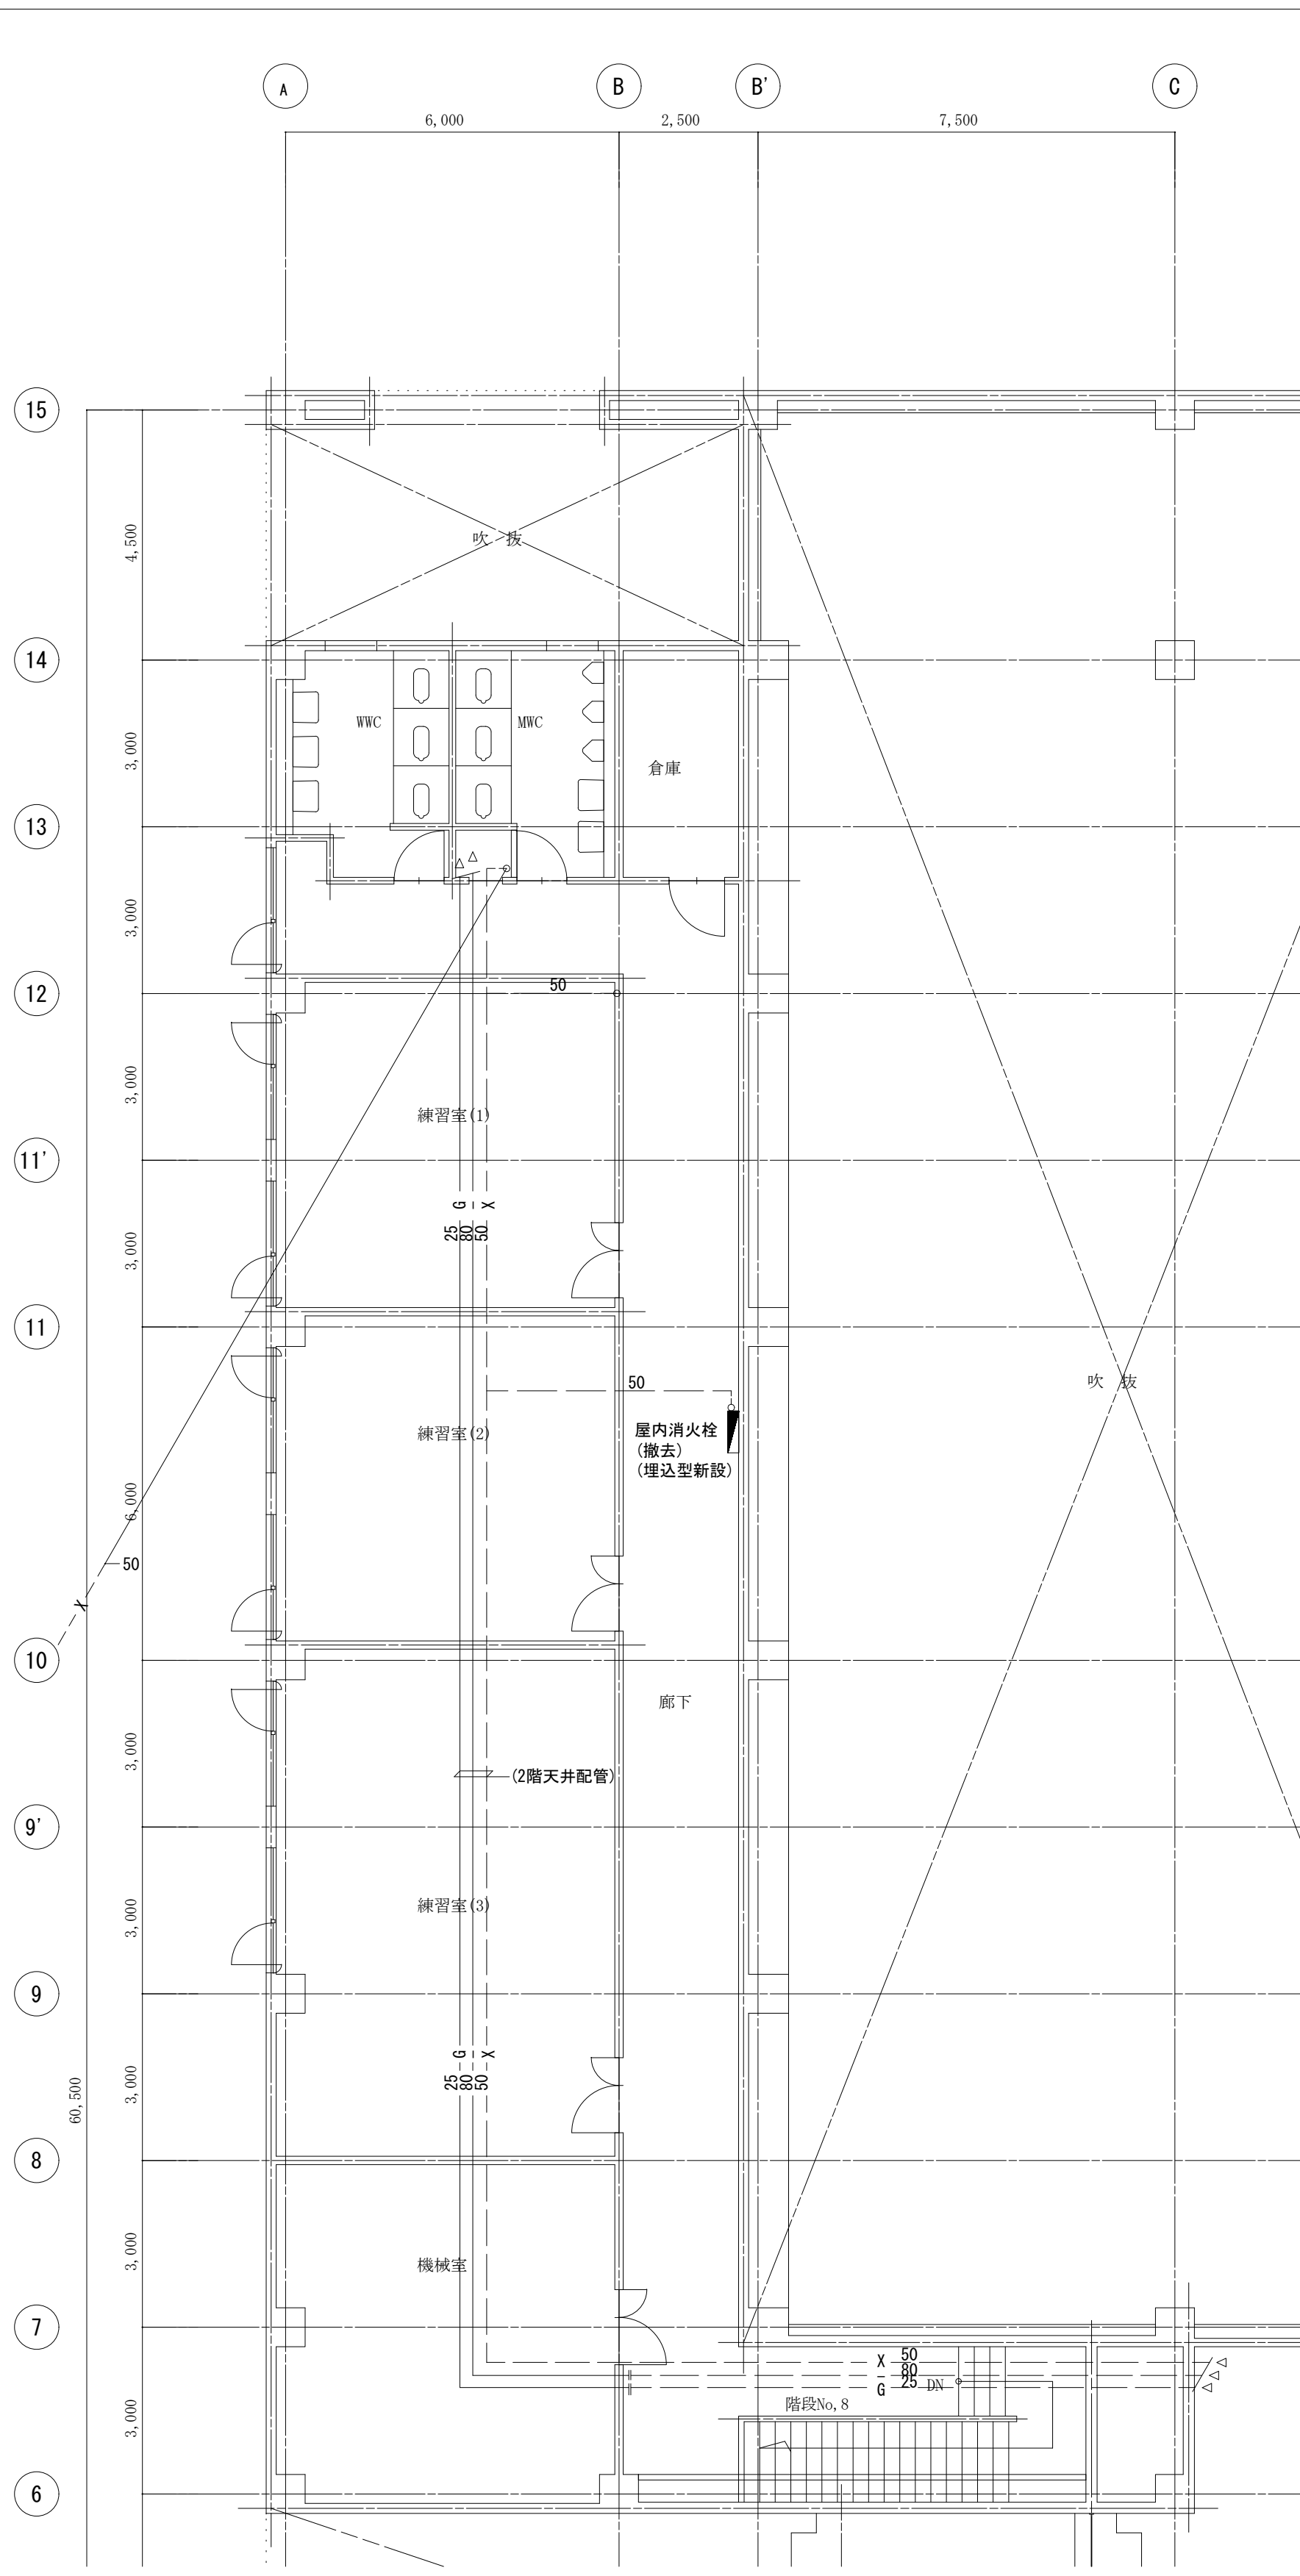 A
B
B'
C
6,000
2,500
7,500
15
4,500
吹 抜
14
WWC
MWC
3,000
倉庫
13
3,000
12
50
3,000
練習室(1)
11'
G
-
X
25
80
50
3,000
11
吹 抜
50
屋内消火栓
(撤去)
(埋込型新設)
練習室(2)
6,000
50
X
10
廊下
3,000
(2階天井配管)
9'
練習室(3)
3,000
9
G
-
X
25
80
50
3,000
60,500
8
3,000
機械室
7
X 50
- 80
G 25
DN
階段No,8
3,000
6